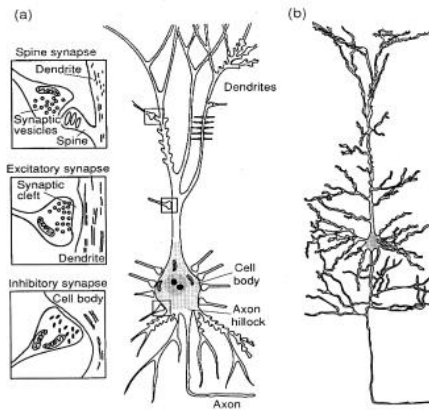 (a)
Spine synapse
Dendrite
Synaptic
vesicles
Spine
Excitatory synapse
Synaptic
cleft
Dendrite
Inhibitory synapse
Cell body
Dendrites
Cell
body
Axon
hillock
Axon
(b)